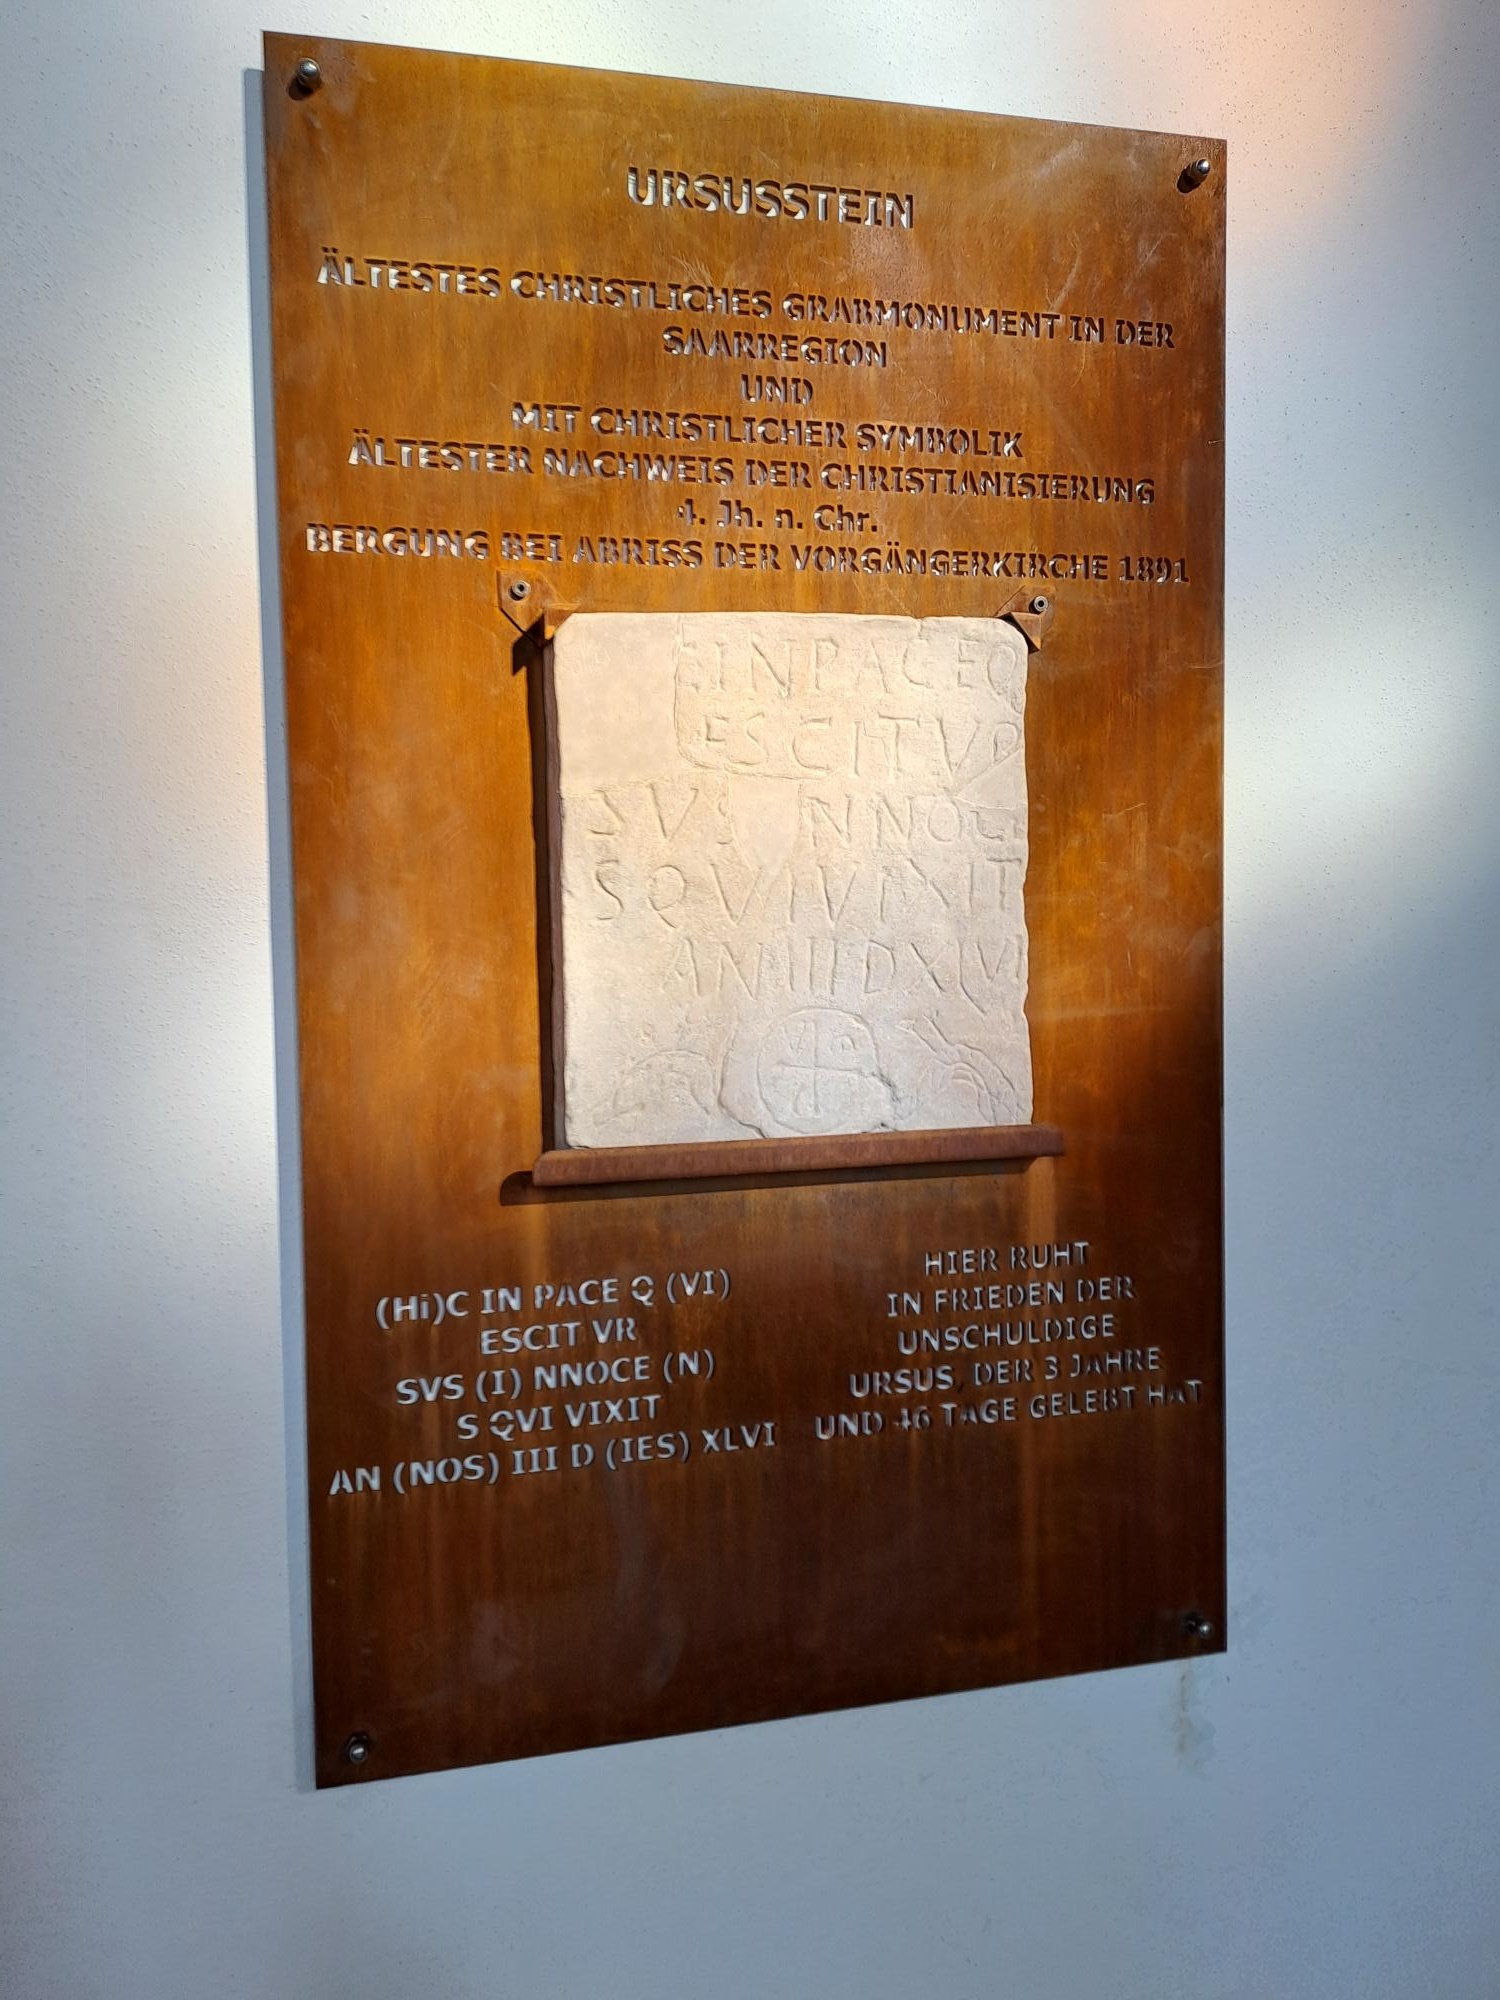 URSUSSTEIN
ÄLTESTES CHRISTLICHES GRABMONUMENT IN DER
SAARREGION
UND
MIT CHRISTLICHER SYMBOLIK
ÄLTESTER NACHWEIS DER CHRISTIANISIERUNG
4. Jh. n. Chr.
BERGUNG BEI ABRISS DER VORGÄNGERKIRCHE 1891
INPACEQ
ESCITVR
SVS NNOCE
SQVIVIXIT
ANIIIDXLVI
(Hi)C IN PACE Q (VI)
ESCIT VR
SVS (I) NNOCE (N)
S QVI VIXIT
AN (NOS) III D (IES) XLVI
HIER RUHT
IN FRIEDEN DER
UNSCHULDIGE
URSUS, DER 3 JAHRE
UND 46 TAGE GELEBT HAT